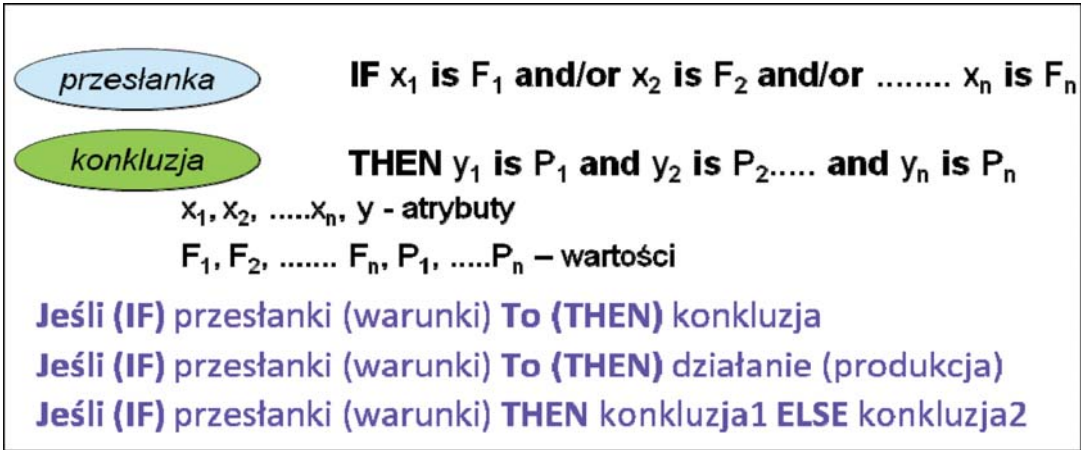 przesłanka IF x₁ is F₁ and/or x₂ is F₂ and/or ........ xₙ is Fₙ
konkluzja THEN y₁ is P₁ and y₂ is P₂..... and yₙ is Pₙ
x₁, x₂, .....xₙ, y - atrybuty
F₁, F₂, ....... Fₙ, P₁, .....Pₙ – wartości
Jeśli (IF) przesłanki (warunki) To (THEN) konkluzja
Jeśli (IF) przesłanki (warunki) To (THEN) działanie (produkcja)
Jeśli (IF) przesłanki (warunki) THEN konkluzja1 ELSE konkluzja2